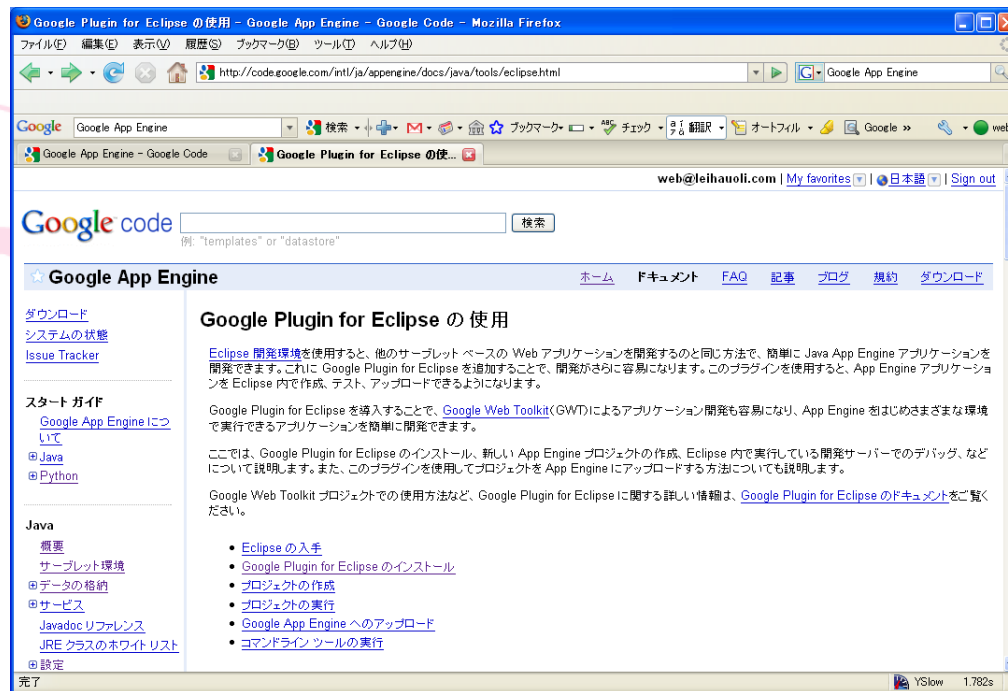 Google Plugin for Eclipse の使用 - Google App Engine - Google Code - Mozilla Firefox
ファイル(F) 編集(E) 表示(V) 履歴(S) ブックマーク(B) ツール(T) ヘルプ(H)
http://code.google.com/intl/ja/appengine/docs/java/tools/eclipse.html
G Google App Engine
Google Google App Engine 検索 ブックマーク チェック 翻訳 オートフィル Google »
Google App Engine - Google Code
Google Plugin for Eclipse の使...
web@leihauoli.com | My favorites | 日本語 | Sign out
Google code 検索
例: "templates" or "datastore"
Google App Engine
ホーム ドキュメント FAQ 記事 ブログ 規約 ダウンロード
ダウンロード
システムの状態
Issue Tracker
スタート ガイド
Google App Engine につ
いて
Java
Python
Java
概要
サーブレット環境
データの格納
サービス
Javadoc リファレンス
JRE クラスのホワイト リスト
設定
Google Plugin for Eclipse の 使用
Eclipse 開発環境を使用すると、他のサーブレット ベースの Web アプリケーションを開発するのと同じ方法で、簡単に Java App Engine アプリケーションを
開発できます。これに Google Plugin for Eclipse を追加することで、開発がさらに容易になります。このプラグインを使用すると、App Engine アプリケーショ
ンを Eclipse 内で作成、テスト、アップロードできるようになります。
Google Plugin for Eclipse を導入することで、Google Web Toolkit(GWT)によるアプリケーション開発も容易になり、App Engine をはじめさまざまな環境
で実行できるアプリケーションを簡単に開発できます。
ここでは、Google Plugin for Eclipse のインストール、新しい App Engine プロジェクトの作成、Eclipse 内で実行している開発サーバーでのデバッグ、など
について説明します。また、このプラグインを使用してプロジェクトを App Engine にアップロードする方法についても説明します。
Google Web Toolkit プロジェクトでの使用方法など、Google Plugin for Eclipse に関する詳しい情報は、Google Plugin for Eclipse のドキュメントをご覧く
ださい。
• Eclipse の入手
• Google Plugin for Eclipse のインストール
• プロジェクトの作成
• プロジェクトの実行
• Google App Engine へのアップロード
• コマンドライン ツールの実行
完了
YSlow 1.782s